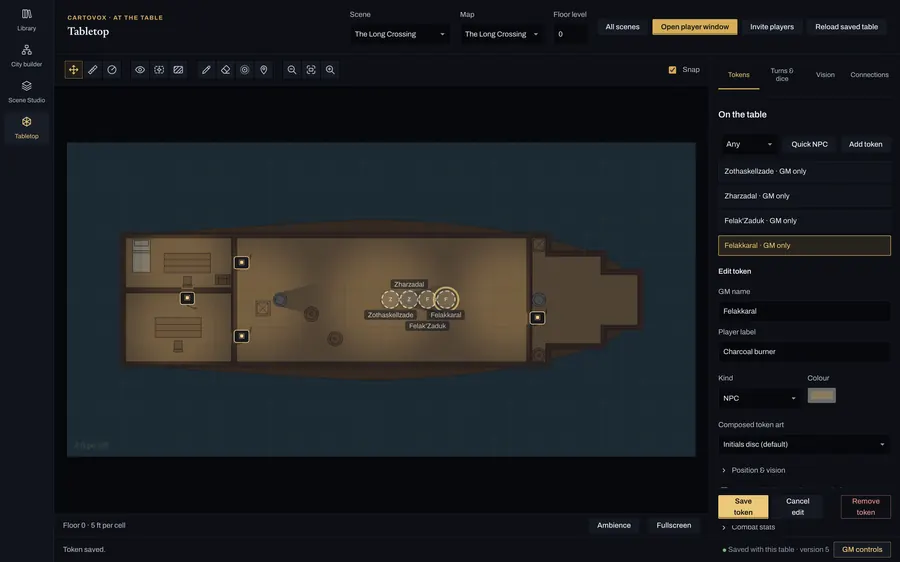 Library
City builder
Scene Studio
Tabletop
CARTOVOX · AT THE TABLE
Tabletop
Scene
The Long Crossing
Map
The Long Crossing
Floor level
0
All scenes
Open player window
Invite players
Reload saved table
Snap
Zharzadal
Z
Z
F
F
Zothaskellzade
Felakkaral
Felak'Zaduk
Floor 0 · 5 ft per cell
Ambience
Fullscreen
Token saved.
Tokens
Turns &
dice
Vision
Connections
On the table
Any
Quick NPC
Add token
Zothaskellzade · GM only
Zharzadal · GM only
Felak'Zaduk · GM only
Felakkaral · GM only
Edit token
GM name
Felakkaral
Player label
Charcoal burner
Kind
Colour
NPC
Composed token art
Initials disc (default)
Position & vision
Save
token
Cancel
edit
Remove
token
Combat stats
Saved with this table · version 5
GM controls